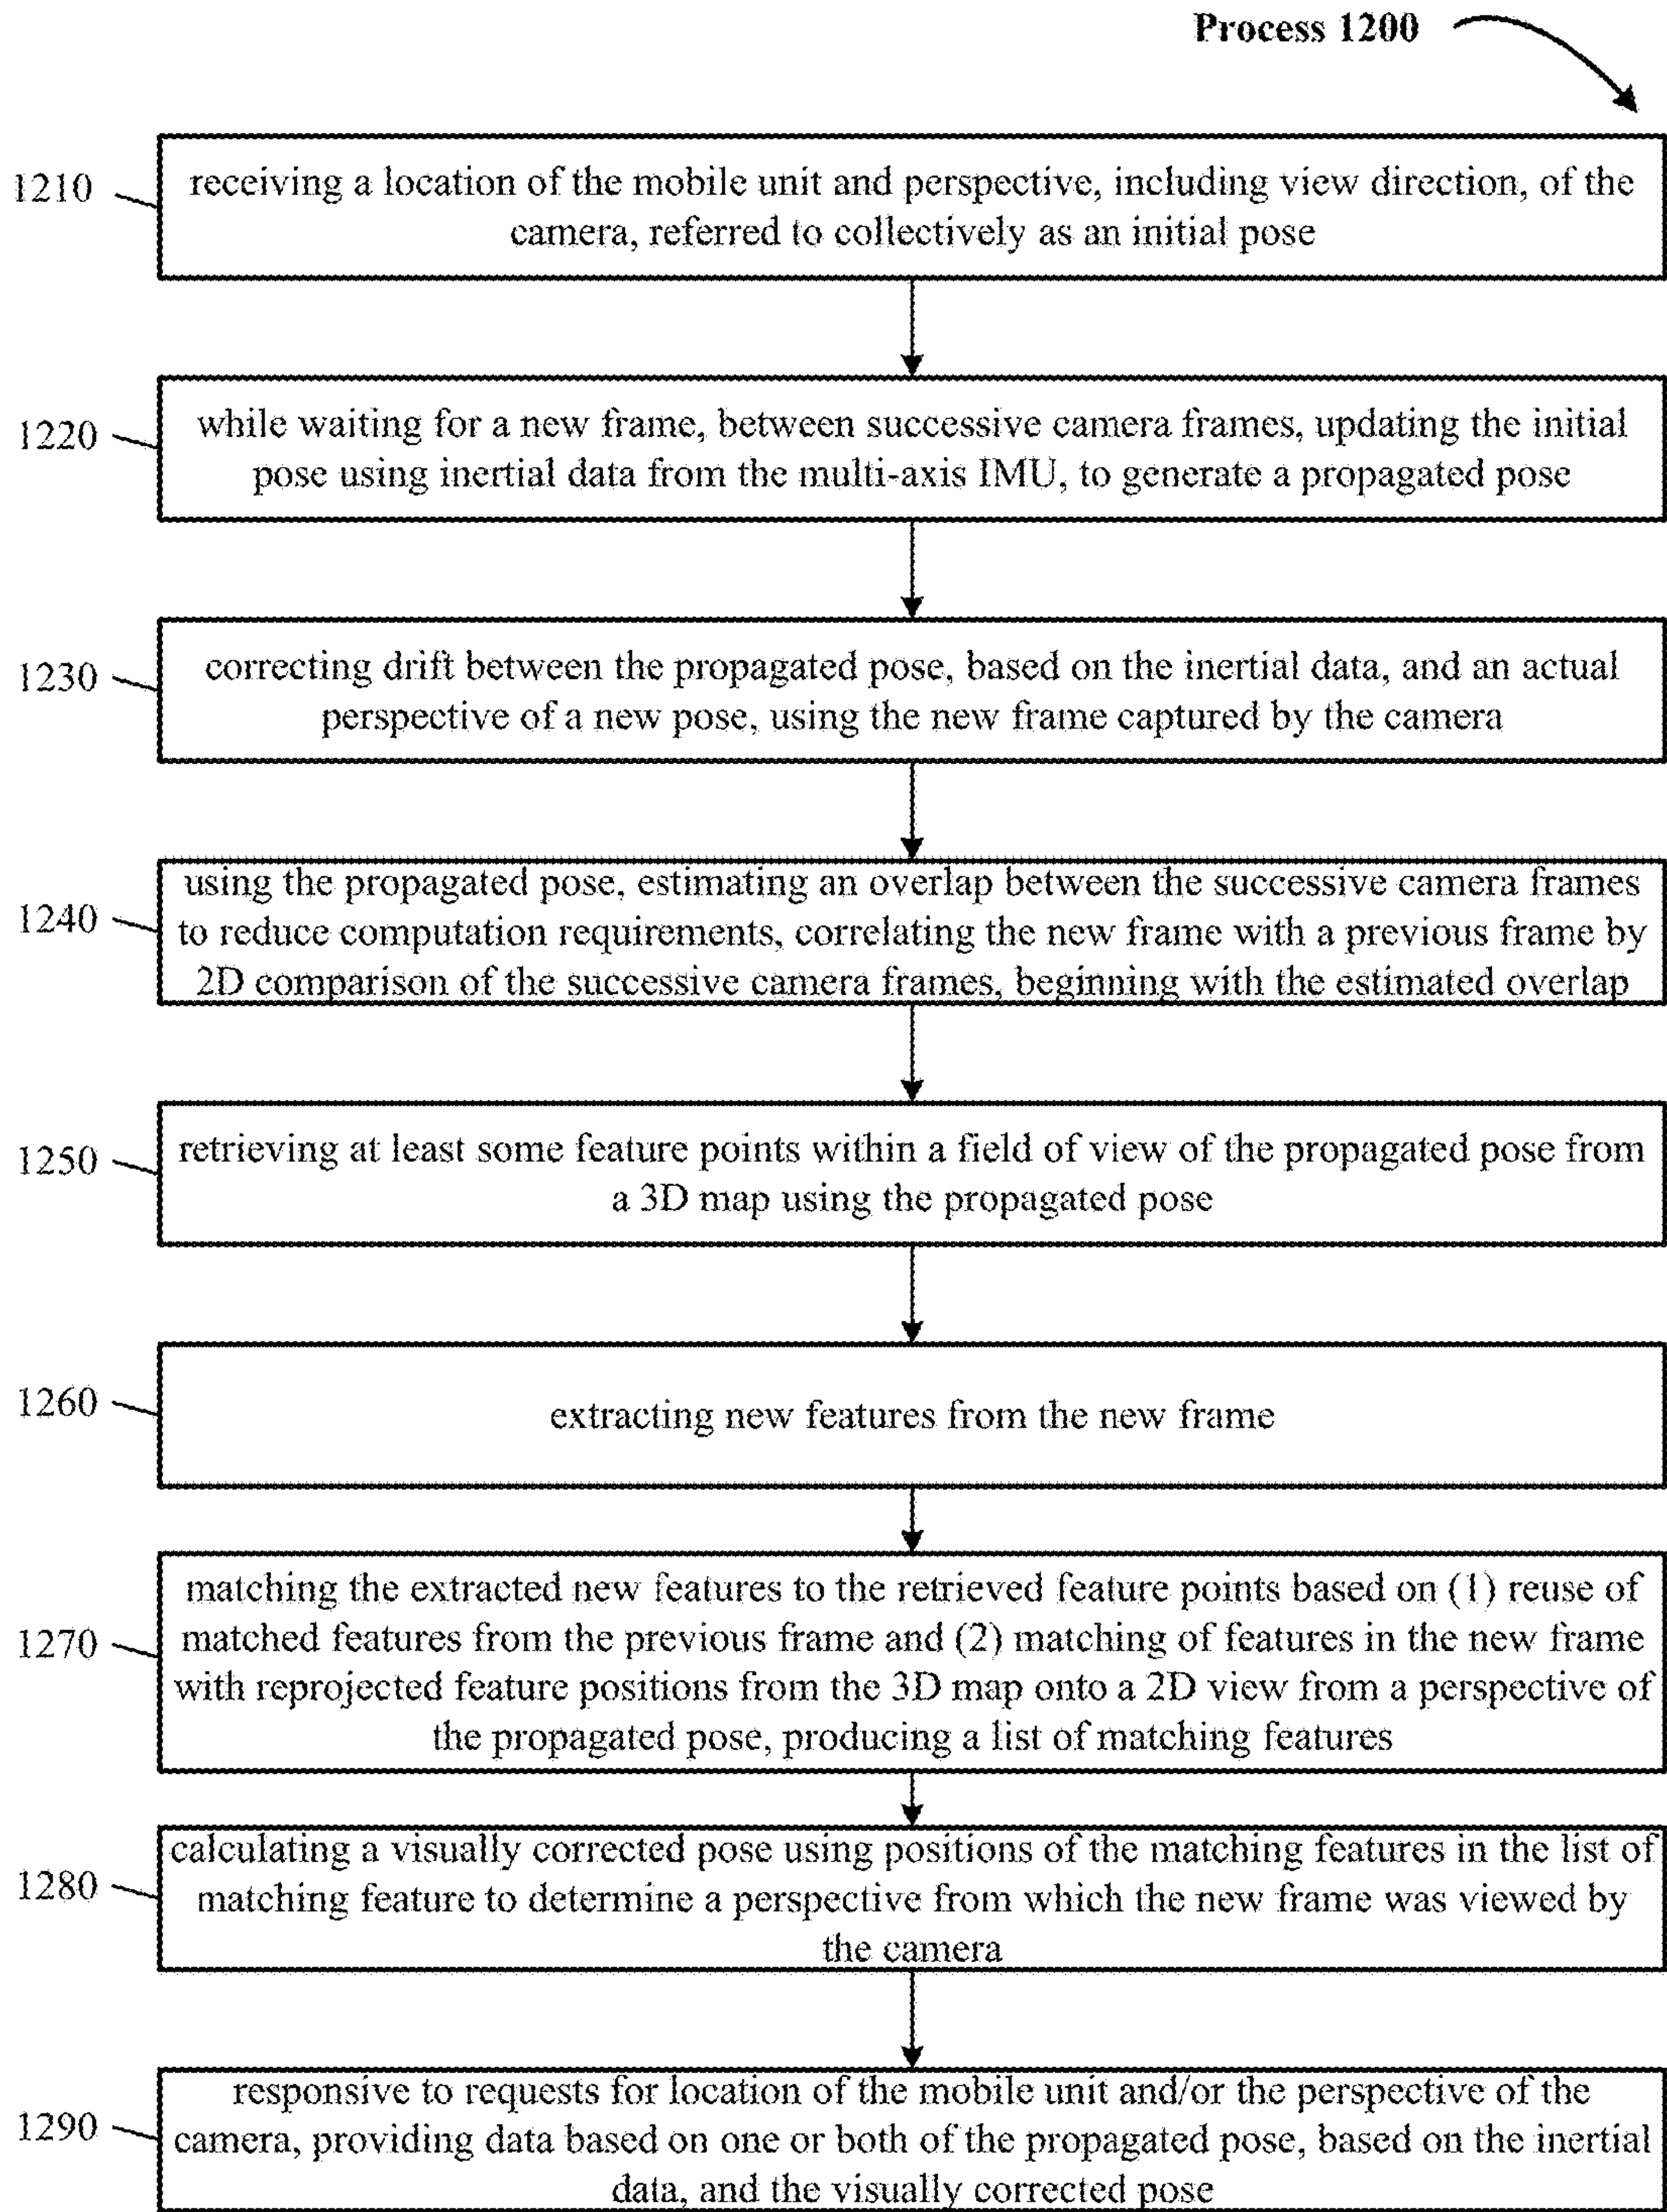 Process 1200
1210
receiving a location of the mobile unit and perspective, including view direction, of the
camera, referred to collectively as an initial pose
1220
while waiting for a new frame, between successive camera frames, updating the initial
pose using inertial data from the multi-axis IMU, to generate a propagated pose
1230
correcting drift between the propagated pose, based on the inertial data, and an actual
perspective of a new pose, using the new frame captured by the camera
1240
using the propagated pose, estimating an overlap between the successive camera frames
to reduce computation requirements, correlating the new frame with a previous frame by
2D comparison of the successive camera frames, beginning with the estimated overlap
1250
retrieving at least some feature points within a field of view of the propagated pose from
a 3D map using the propagated pose
1260
extracting new features from the new frame
1270
matching the extracted new features to the retrieved feature points based on (1) reuse of
matched features from the previous frame and (2) matching of features in the new frame
with reprojected feature positions from the 3D map onto a 2D view from a perspective of
the propagated pose, producing a list of matching features
1280
calculating a visually corrected pose using positions of the matching features in the list of
matching feature to determine a perspective from which the new frame was viewed by
the camera
1290
responsive to requests for location of the mobile unit and/or the perspective of the
camera, providing data based on one or both of the propagated pose, based on the inertial
data, and the visually corrected pose